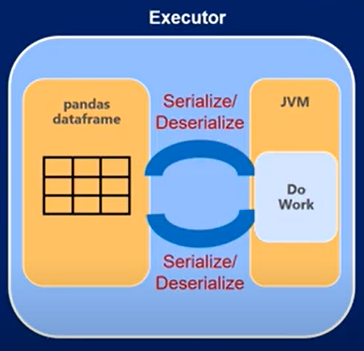 Executor
pandas
dataframe
Serialize/
Deserialize
JVM
Do
Work
Serialize/
Deserialize